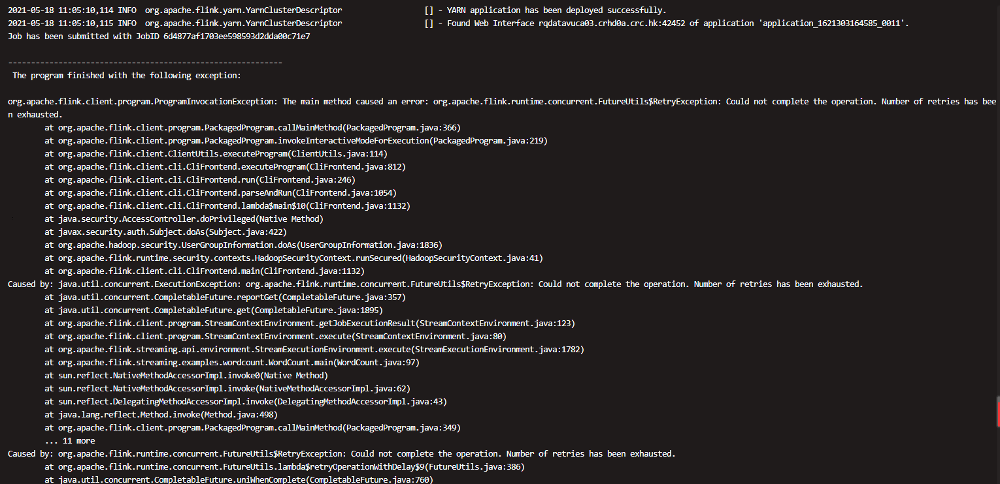 2021-05-18 11:05:10,114 INFO  org.apache.flink.yarn.YarnClusterDescriptor                  [] - YARN application has been deployed successfully.
2021-05-18 11:05:10,115 INFO  org.apache.flink.yarn.YarnClusterDescriptor                  [] - Found Web Interface rqdatavuca03.crhd0a.crc.hk:42452 of application 'application_1621303164585_0011'.
Job has been submitted with JobID 6d4877af1703ee598593d2dda00c71e7
------------------------------------------------------------
 The program finished with the following exception:
org.apache.flink.client.program.ProgramInvocationException: The main method caused an error: org.apache.flink.runtime.concurrent.FutureUtils$RetryException: Could not complete the operation. Number of retries has bee
n exhausted.
        at org.apache.flink.client.program.PackagedProgram.callMainMethod(PackagedProgram.java:366)
        at org.apache.flink.client.program.PackagedProgram.invokeInteractiveModeForExecution(PackagedProgram.java:219)
        at org.apache.flink.client.ClientUtils.executeProgram(ClientUtils.java:114)
        at org.apache.flink.client.cli.CliFrontend.executeProgram(CliFrontend.java:812)
        at org.apache.flink.client.cli.CliFrontend.run(CliFrontend.java:246)
        at org.apache.flink.client.cli.CliFrontend.parseAndRun(CliFrontend.java:1054)
        at org.apache.flink.client.cli.CliFrontend.lambda$main$10(CliFrontend.java:1132)
        at java.security.AccessController.doPrivileged(Native Method)
        at javax.security.auth.Subject.doAs(Subject.java:422)
        at org.apache.hadoop.security.UserGroupInformation.doAs(UserGroupInformation.java:1836)
        at org.apache.flink.runtime.security.contexts.HadoopSecurityContext.runSecured(HadoopSecurityContext.java:41)
        at org.apache.flink.client.cli.CliFrontend.main(CliFrontend.java:1132)
Caused by: java.util.concurrent.ExecutionException: org.apache.flink.runtime.concurrent.FutureUtils$RetryException: Could not complete the operation. Number of retries has been exhausted.
        at java.util.concurrent.CompletableFuture.reportGet(CompletableFuture.java:357)
        at java.util.concurrent.CompletableFuture.get(CompletableFuture.java:1895)
        at org.apache.flink.client.program.StreamContextEnvironment.getJobExecutionResult(StreamContextEnvironment.java:123)
        at org.apache.flink.client.program.StreamContextEnvironment.execute(StreamContextEnvironment.java:80)
        at org.apache.flink.streaming.api.environment.StreamExecutionEnvironment.execute(StreamExecutionEnvironment.java:1782)
        at org.apache.flink.streaming.examples.wordcount.WordCount.main(WordCount.java:97)
        at sun.reflect.NativeMethodAccessorImpl.invoke0(Native Method)
        at sun.reflect.NativeMethodAccessorImpl.invoke(NativeMethodAccessorImpl.java:62)
        at sun.reflect.DelegatingMethodAccessorImpl.invoke(DelegatingMethodAccessorImpl.java:43)
        at java.lang.reflect.Method.invoke(Method.java:498)
        at org.apache.flink.client.program.PackagedProgram.callMainMethod(PackagedProgram.java:349)
        ... 11 more
Caused by: org.apache.flink.runtime.concurrent.FutureUtils$RetryException: Could not complete the operation. Number of retries has been exhausted.
        at org.apache.flink.runtime.concurrent.FutureUtils.lambda$retryOperationWithDelay$9(FutureUtils.java:386)
        at java.util.concurrent.CompletableFuture.uniWhenComplete(CompletableFuture.java:760)